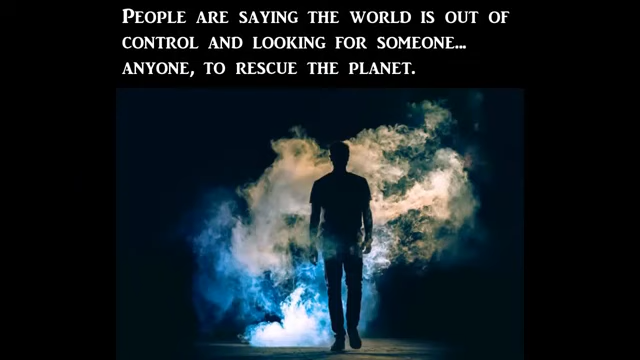 People are saying the world is out of
control and looking for someone...
anyone, to rescue the planet.